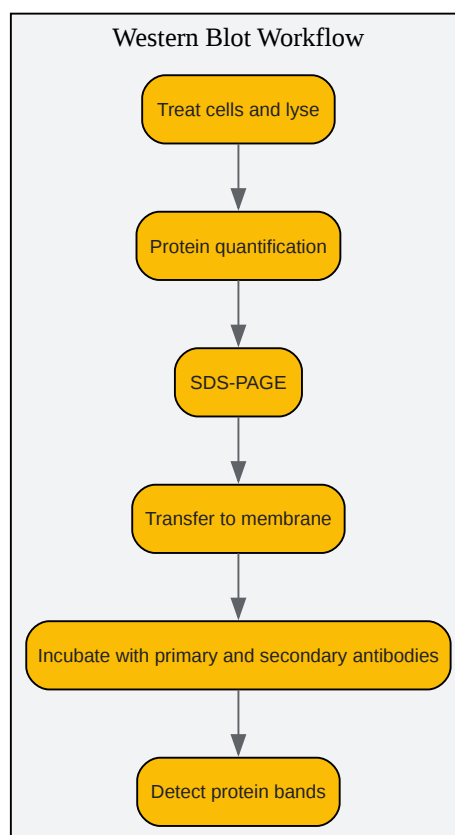 Western Blot Workflow
Treat cells and lyse
Protein quantification
SDS-PAGE
Transfer to membrane
Incubate with primary and secondary antibodies
Detect protein bands